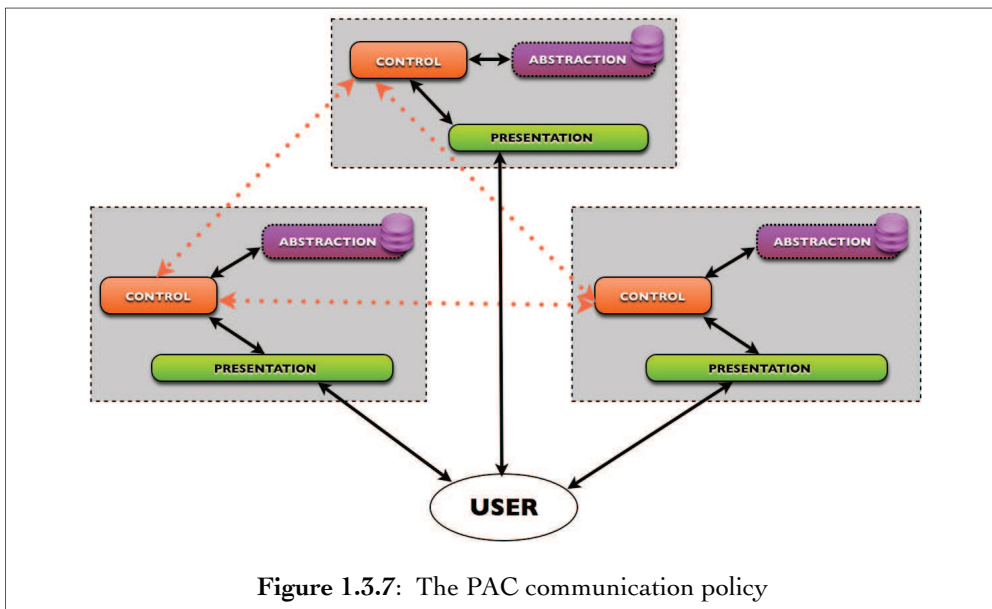 CONTROL
ABSTRACTION
PRESENTATION
ABSTRACTION
CONTROL
PRESENTATION
ABSTRACTION
CONTROL
PRESENTATION
USER
Figure 1.3.7: The PAC communication policy